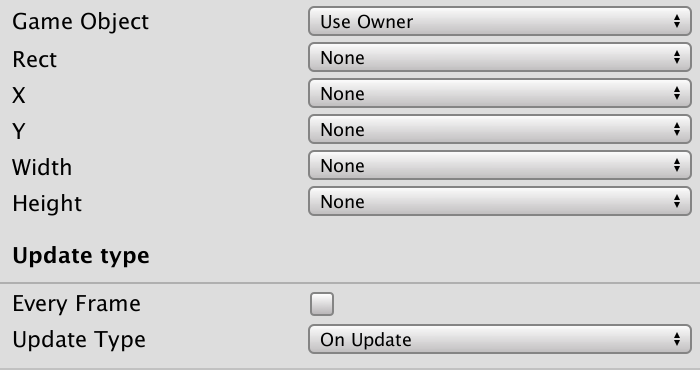 Game Object Use Owner
Rect None
X None
Y None
Width None
Height None
Update type
Every Frame
Update Type On Update